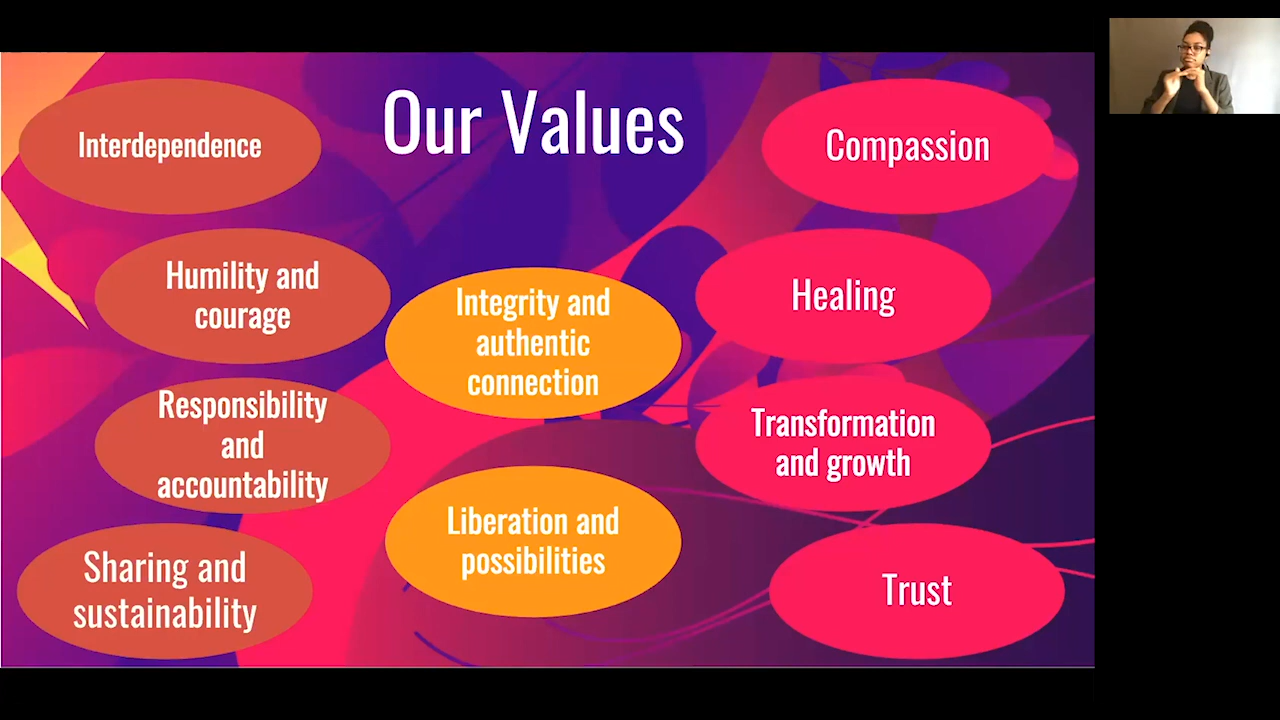 Our Values
Interdependence
Humility and
courage
Responsibility
and
accountability
Sharing and
sustainability
Integrity and
authentic
connection
Liberation and
possibilities
Compassion
Healing
Transformation
and growth
Trust